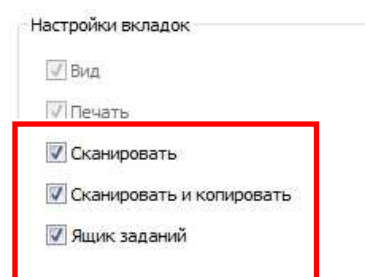 Настройки вкладок
Вид
Печать
Сканировать
Сканировать и копировать
Ящик заданий